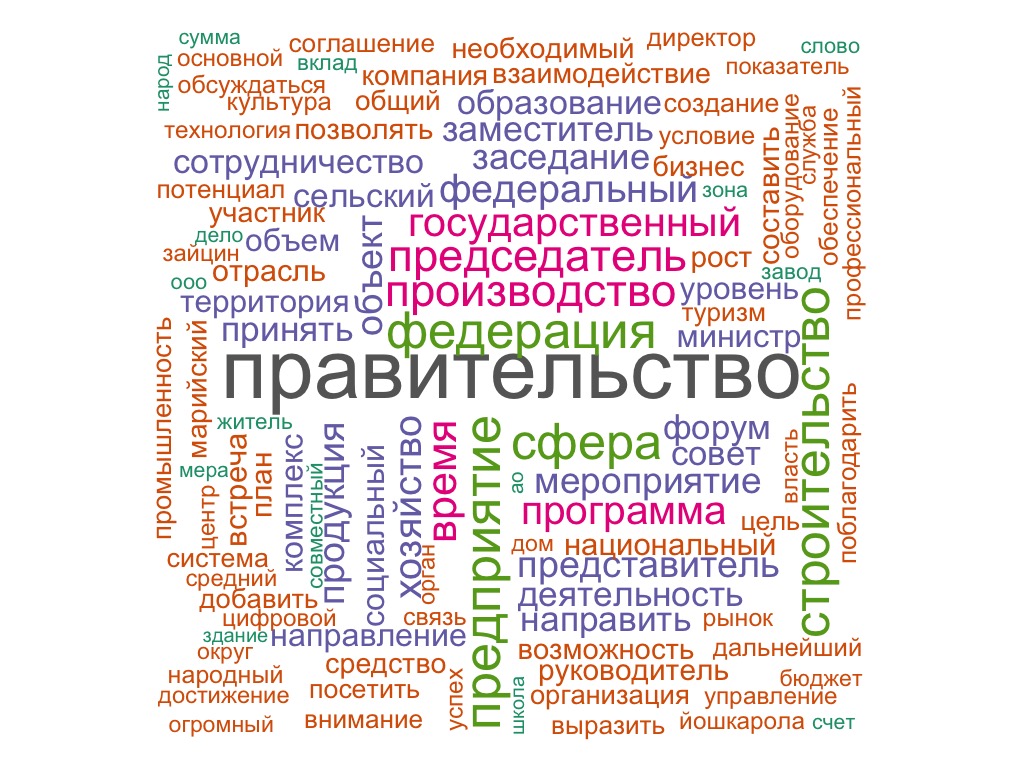 сумма
соглашение
необходимый
директор
слово
народ
основной
вклад
компания
взаимодействие
показатель
обсуждаться
культура
общий
образование
создание
технология
позволять
заместитель
условие
оборудование
служба
обеспечение
профессиональный
сотрудничество
заседание
бизнес
составить
потенциал
сельский
федеральный
зона
участник
государственный
дело
объем
объект
зайцин
отрасль
председатель
рост
завод
ооо
территория
производство
уровень
туризм
принять
федерация
министр
промышленность
марийский
правительство
строительство
житель
встреча
план
комплекс
продукция
социальный
хозяйство
время
предприятие
сфера
форум
совет
власть
поблагодарить
мера
центр
совместный
ао
мероприятие
программа
цель
система
орган
дом
национальный
средний
представитель
добавить
деятельность
цифровой
связь
направить
рынок
здание
направление
округ
средство
возможность
дальнейший
народный
руководитель
бюджет
достижение
посетить
успех
школа
организация
управление
огромный
внимание
выразить
йошкарола
счет